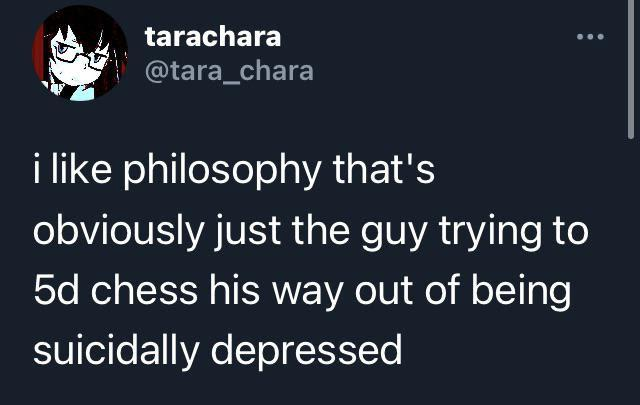 tarachara
@tara_chara
i like philosophy that's
obviously just the guy trying to
5d chess his way out of being
suicidally depressed